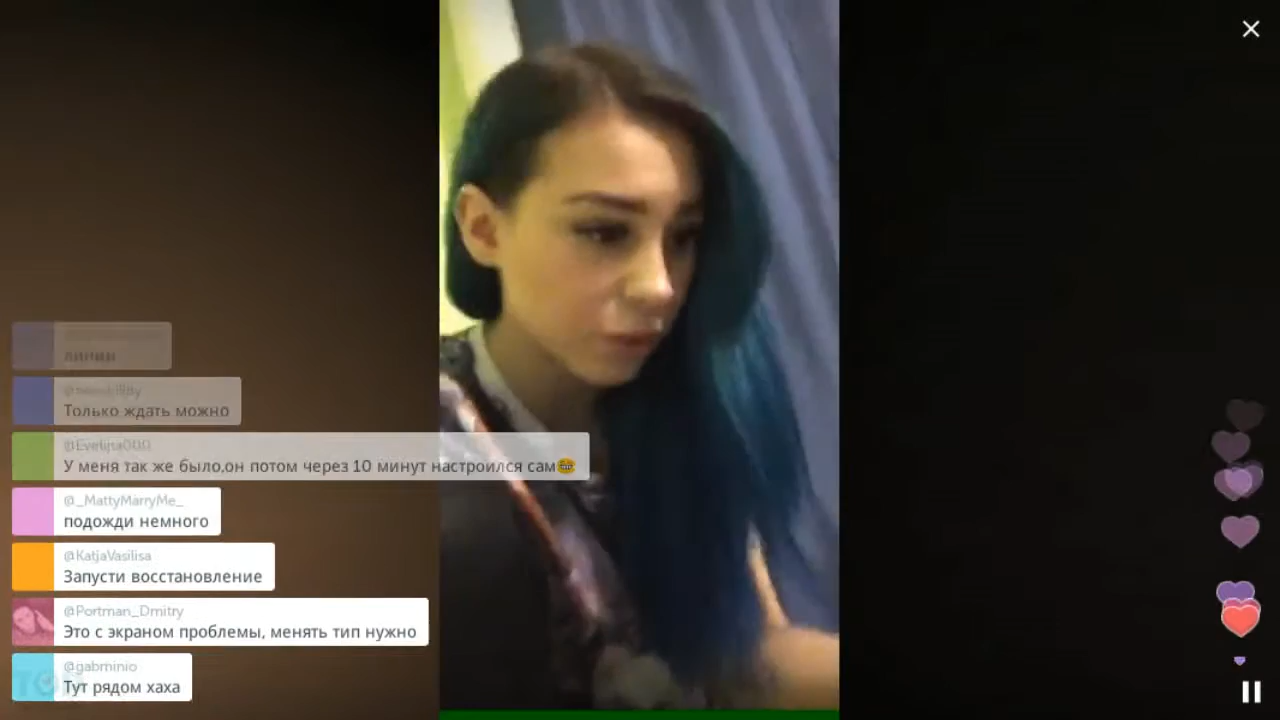 линии
Только ждать можно
@Evelina000
У меня так же было,он потом через 10 минут настроился сам😁
@_MattyMarryMe_
подожди немного
@KatjaVasilisa
Запусти восстановление
@Portman_Dmitry
Это с экраном проблемы, менять тип нужно
@gabminio
Тут рядом хаха